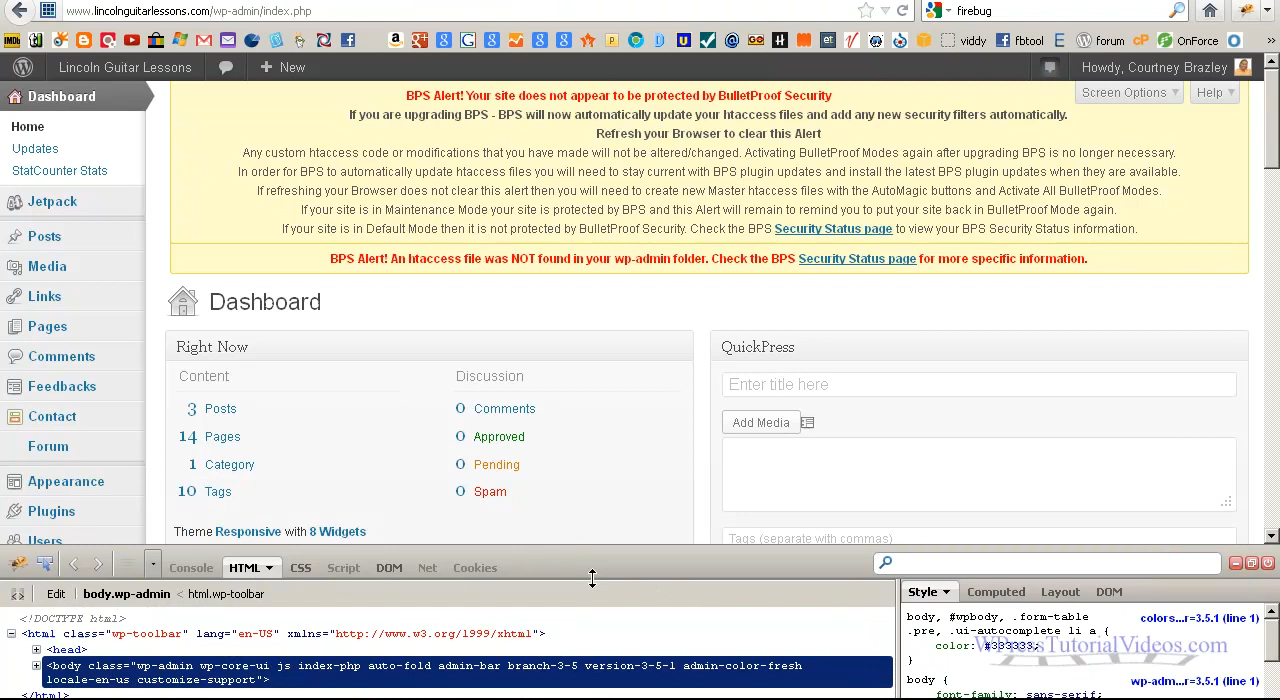 www.lincolnguitarlessons.com/wp-admin/index.php
firebug
viddy fbtool forum OnForce
Lincoln Guitar Lessons New Howdy, Courtney Brazley
Dashboard
Home
Updates
StatCounter Stats
Jetpack
Posts
Media
Links
Pages
Comments
Feedbacks
Contact
Forum
Appearance
Plugins
Users
Screen Options Help
BPS Alert! Your site does not appear to be protected by BulletProof Security
If you are upgrading BPS - BPS will now automatically update your htaccess files and add any new security filters automatically.
Refresh your Browser to clear this Alert
Any custom htaccess code or modifications that you have made will not be altered/changed. Activating BulletProof Modes again after upgrading BPS is no longer necessary.
In order for BPS to automatically update htaccess files you will need to stay current with BPS plugin updates and install the latest BPS plugin updates when they are available.
If refreshing your Browser does not clear this alert then you will need to create new Master htaccess files with the AutoMagic buttons and Activate All BulletProof Modes.
If your site is in Maintenance Mode your site is protected by BPS and this Alert will remain to remind you to put your site back in BulletProof Mode again.
If your site is in Default Mode then it is not protected by BulletProof Security. Check the BPS Security Status page to view your BPS Security Status information.
BPS Alert! An htaccess file was NOT found in your wp-admin folder. Check the BPS Security Status page for more specific information.
Dashboard
Right Now
Content
3 Posts
14 Pages
1 Category
10 Tags
Discussion
0 Comments
0 Approved
0 Pending
0 Spam
Theme Responsive with 8 Widgets
QuickPress
Enter title here
Add Media
Tags (separate with commas)
Console HTML CSS Script DOM Net Cookies
Edit body.wp-admin < html.wp-toolbar
<!DOCTYPE html>
<html class="wp-toolbar" lang="en-US" xmlns="http://www.w3.org/1999/xhtml">
<head>
<body class="wp-admin wp-core-ui js index-php auto-fold admin-bar branch-3-5 version-3-5-1 admin-color-fresh
locale-en-us customize-support">
</html>
Style Computed Layout DOM
body, #wpbody, .form-table colors...r=3.5.1 (line 1)
.pre, .ui-autocomplete li a {
color: #333333;
}
WPressTutorialVideos.com
body { wp-adm...r=3.5.1 (line 1)
font-family: sans-serif;